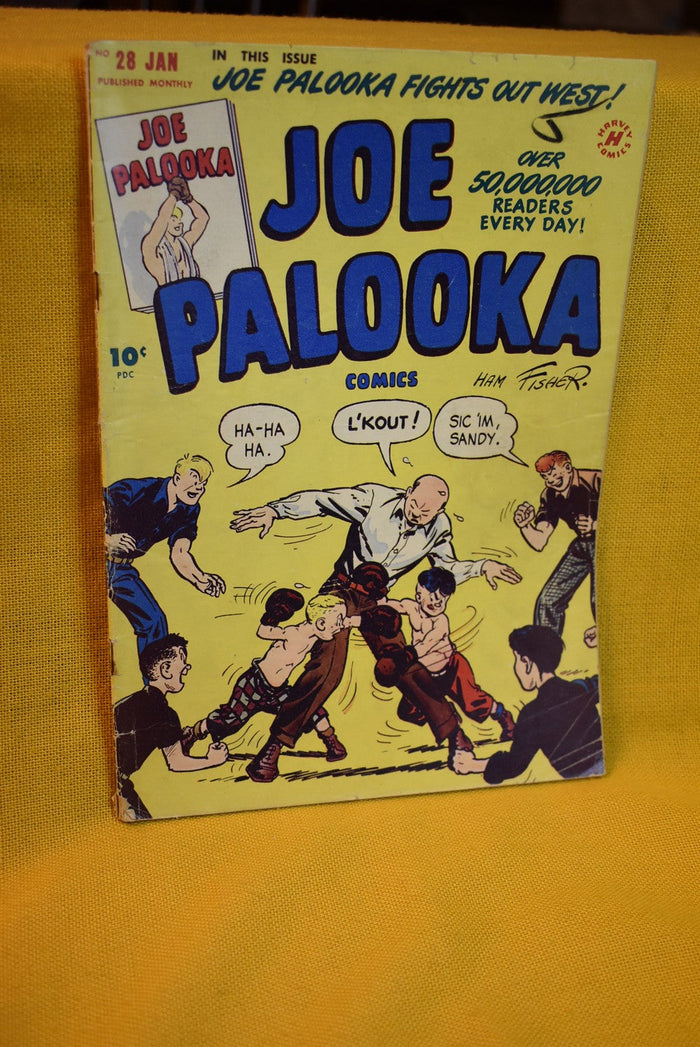 NO 28 JAN
PUBLISHED MONTHLY
IN THIS ISSUE
JOE PALOOKA FIGHTS OUT WEST!
JOE
PALOOKA
HARVEY
H
COMICS
OVER
50,000,000
READERS
EVERY DAY!
JOE
PALOOKA
10¢
PDC
COMICS
HAM FISHER.
HA-HA
HA.
L'KOUT!
SIC 'IM,
SANDY.